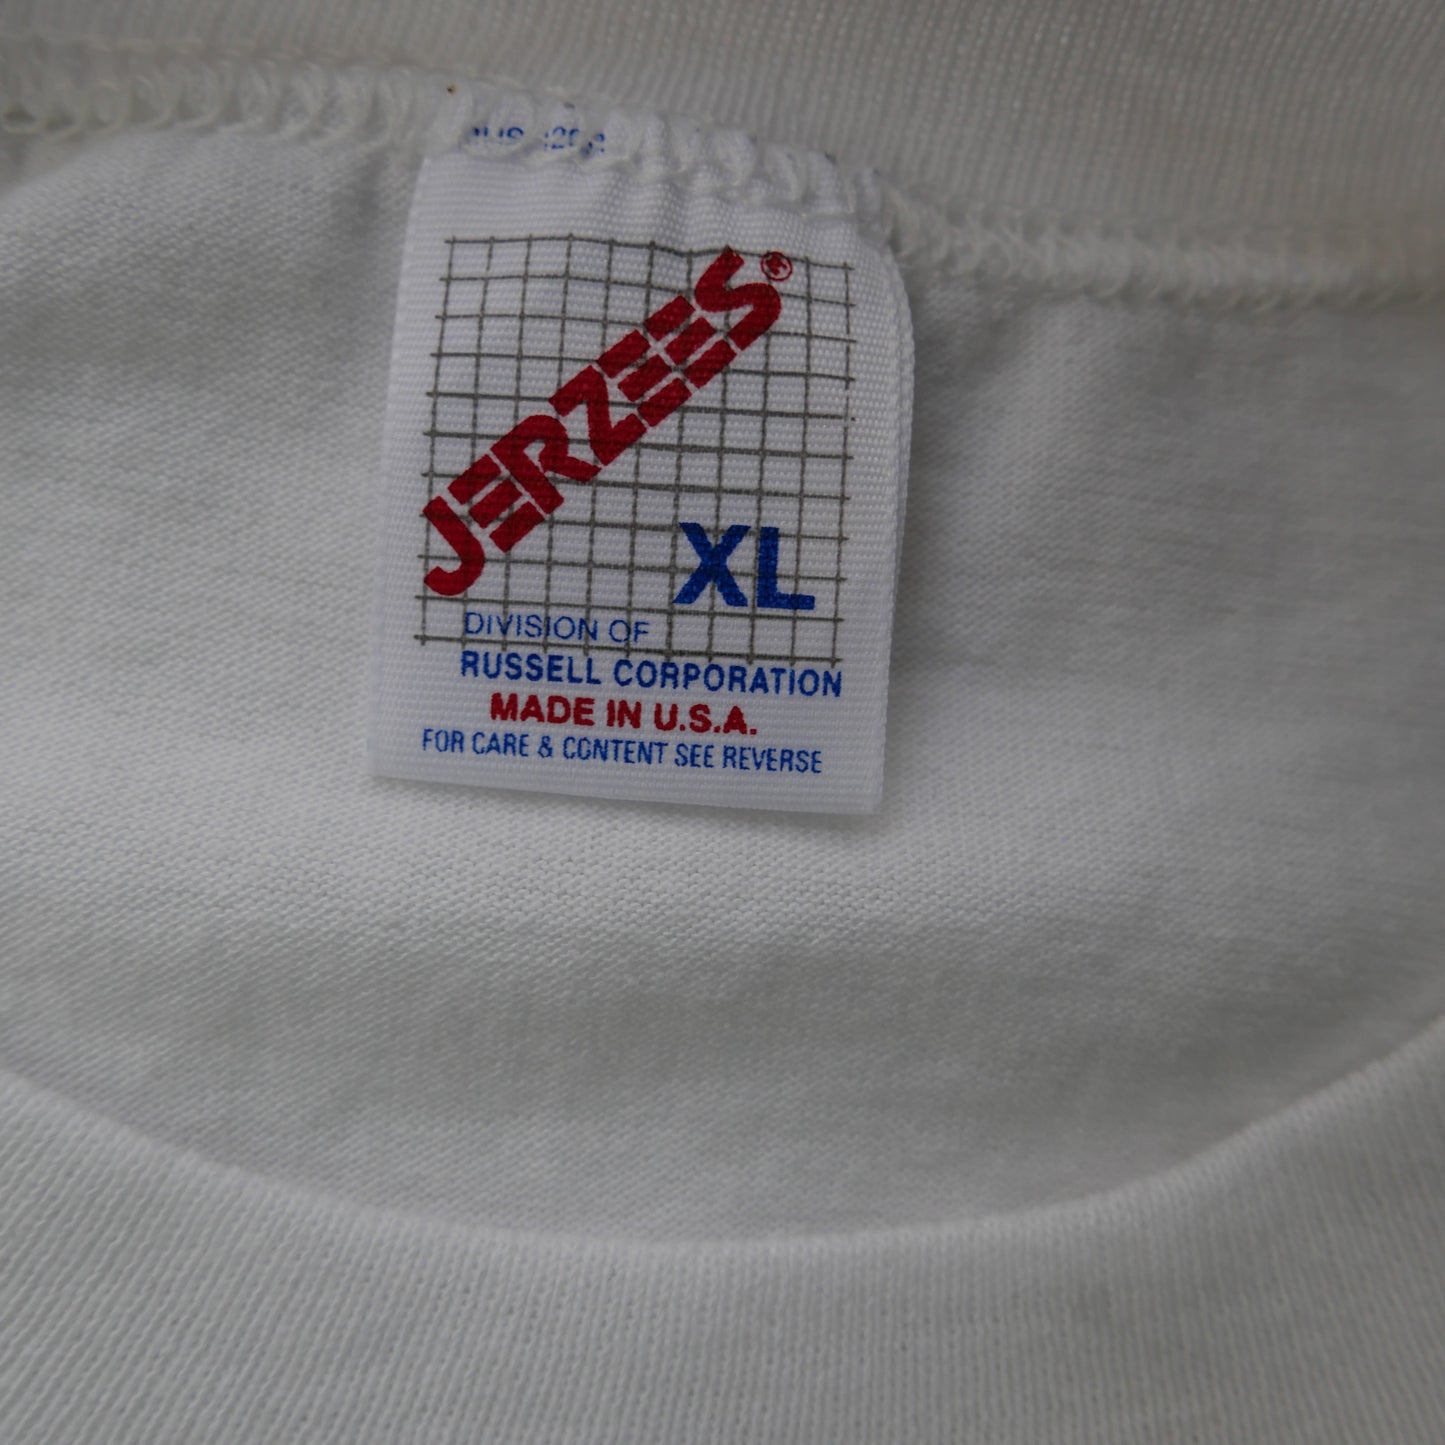 JERZEES®
XL
DIVISION OF
RUSSELL CORPORATION
MADE IN U.S.A.
FOR CARE & CONTENT SEE REVERSE